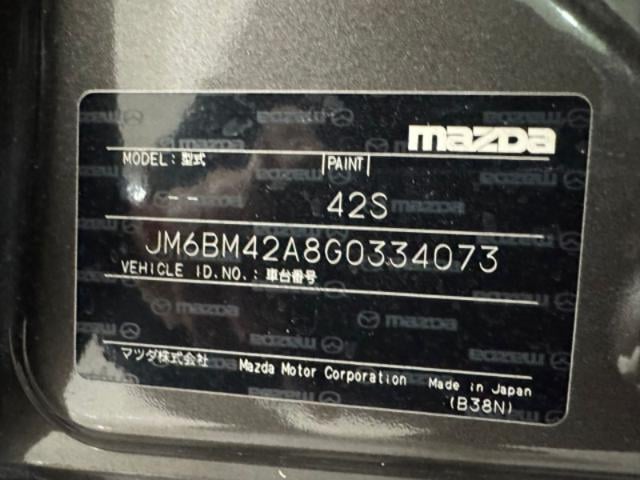 mazda
MODEL: 型式 PAINT
-- 42S
JM6BM42A8G0334073
VEHICLE ID.NO.: 車台番号
マツダ株式会社 Mazda Motor Corporation Made in Japan
(B38N)